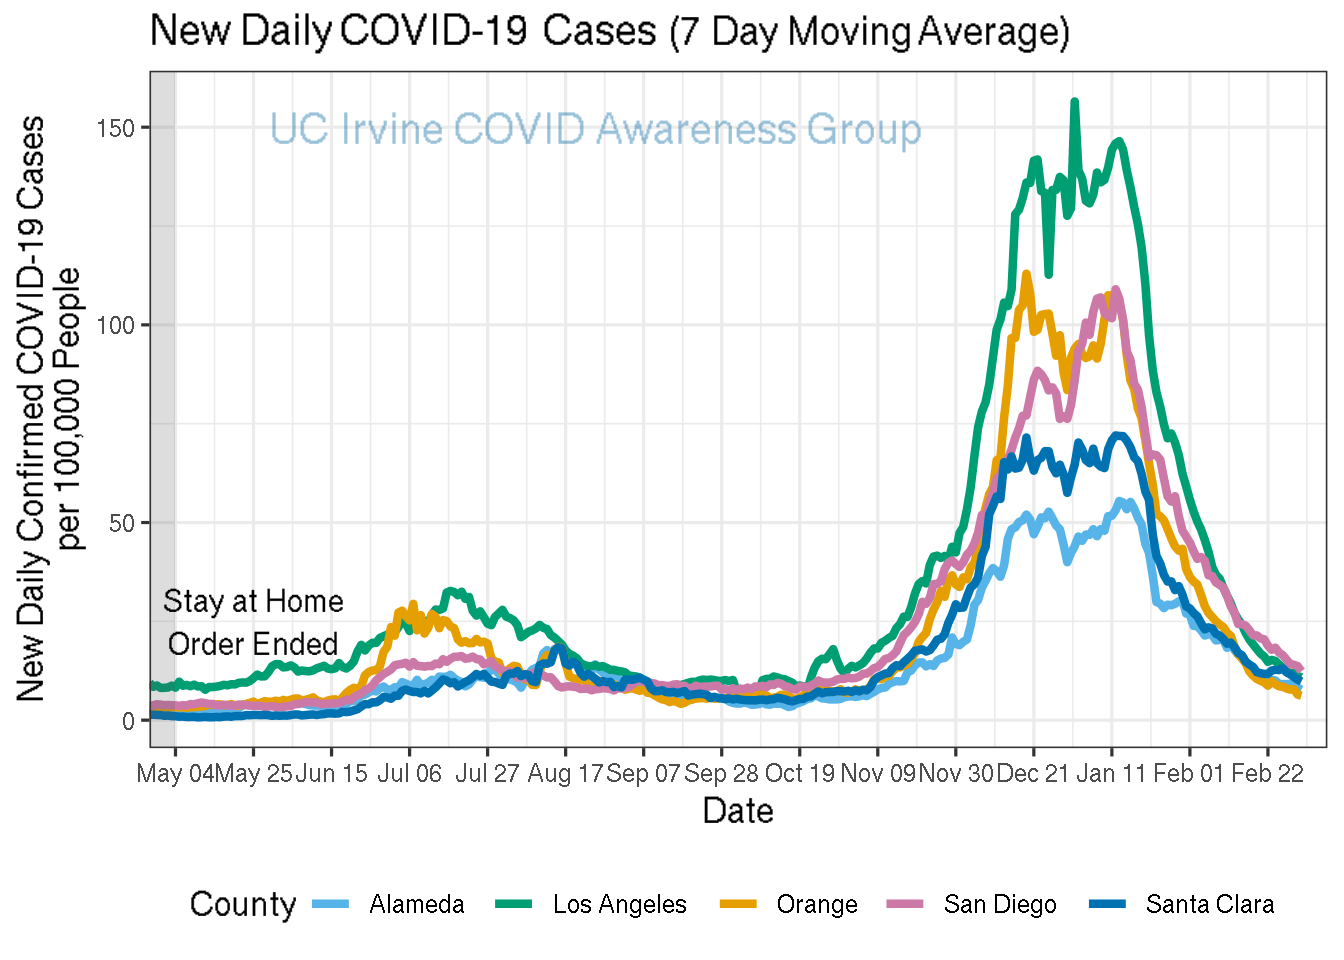 New Daily COVID-19 Cases (7 Day Moving Average)
New Daily Confirmed COVID-19 Cases
per 100,000 People
UC Irvine COVID Awareness Group
150
100
50
0
Stay at Home
Order Ended
May 04 May 25 Jun 15 Jul 06 Jul 27 Aug 17 Sep 07 Sep 28 Oct 19 Nov 09 Nov 30 Dec 21 Jan 11 Feb 01 Feb 22
Date
County Alameda Los Angeles Orange San Diego Santa Clara